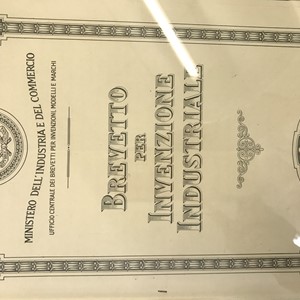 MINISTERO DELL'INDUSTRIA E DEL COMMERCIO
UFFICIO CENTRALE DEI BREVETTI PER INVENZIONI, MODELLI E MARCHI
BREVETTO
PER
INVENZIONE
INDUSTRIALE